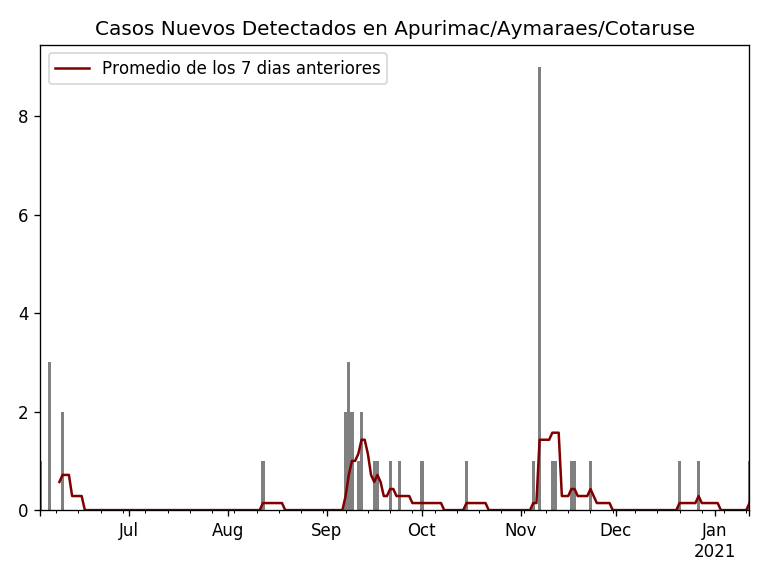 Casos Nuevos Detectados en Apurimac/Aymaraes/Cotaruse
Promedio de los 7 dias anteriores
8
6
4
2
0
Jul Aug Sep Oct Nov Dec Jan
2021